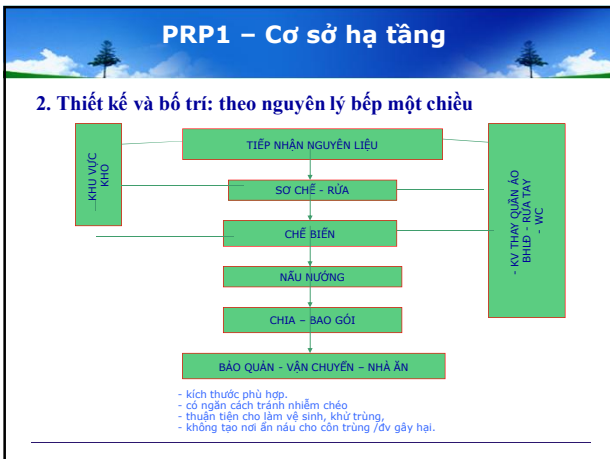 PRP1 – Cơ sở hạ tầng
2. Thiết kế và bố trí: theo nguyên lý bếp một chiều
KHU VỰC
KHO
TIẾP NHẬN NGUYÊN LIỆU
SƠ CHẾ - RỬA
CHẾ BIẾN
NẤU NƯỚNG
CHIA – BAO GÓI
BẢO QUẢN - VẬN CHUYỂN – NHÀ ĂN
- KV THAY QUẦN ÁO
BHLĐ - RỬA TAY
- WC
- kích thước phù hợp.
- có ngăn cách tránh nhiễm chéo
- thuận tiện cho làm vệ sinh, khử trùng,
- không tạo nơi ẩn náu cho côn trùng /đv gây hại.